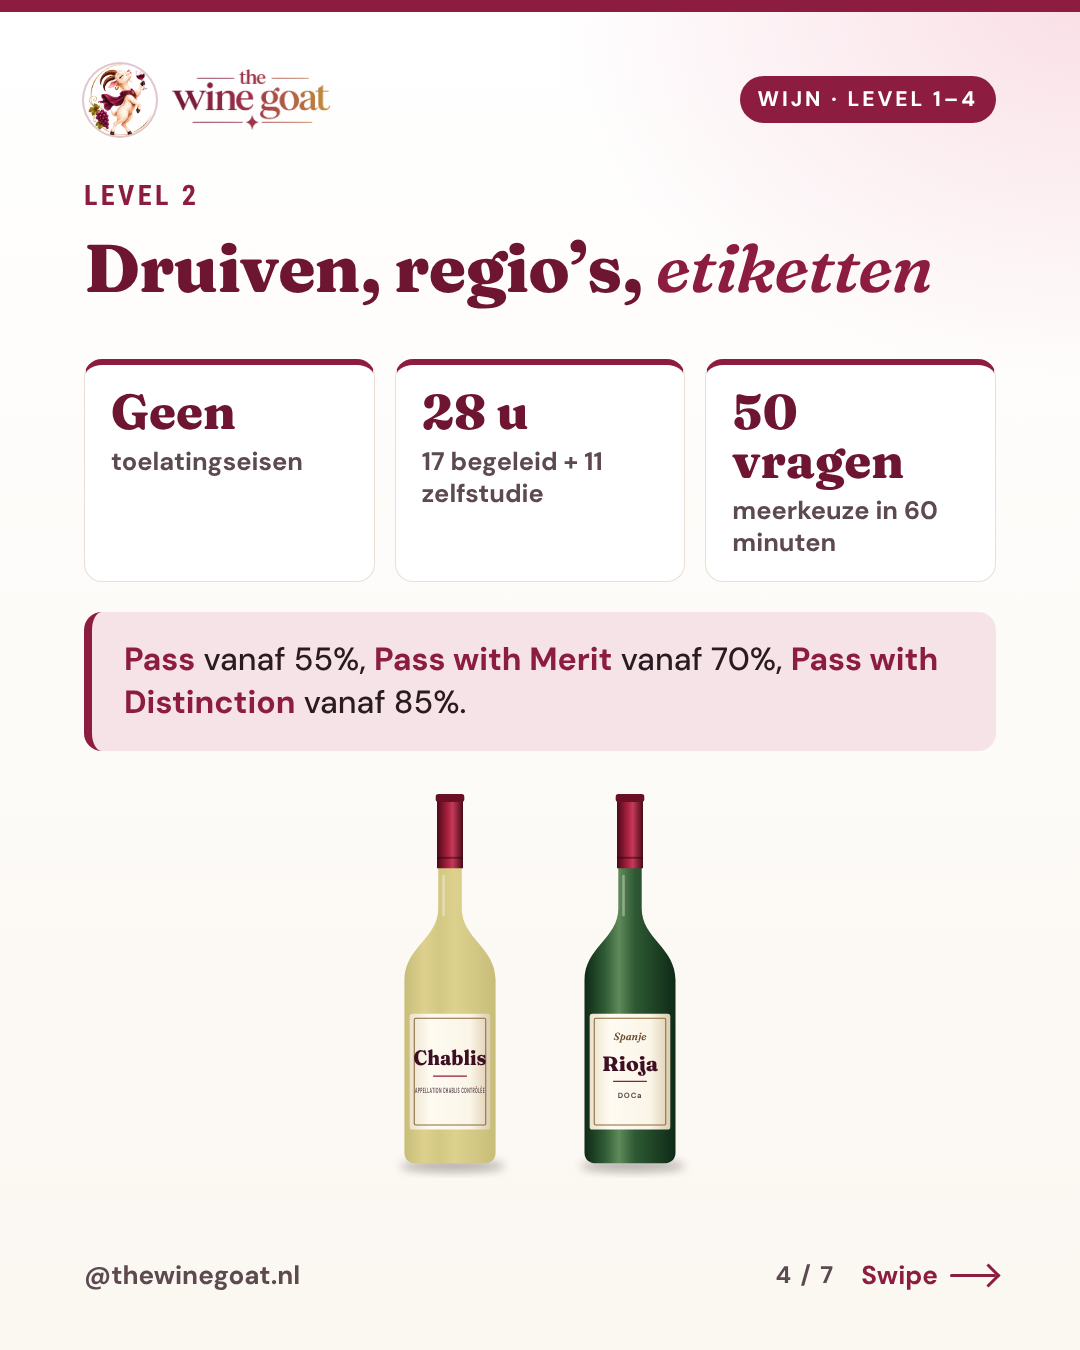 the
wine goat
WIJN · LEVEL 1–4
LEVEL 2
Druiven, regio’s, etiketten
Geen
toelatingseisen
28 u
17 begeleid + 11
zelfstudie
50
vragen
meerkeuze in 60
minuten
Pass vanaf 55%, Pass with Merit vanaf 70%, Pass with
Distinction vanaf 85%.
Chablis
APPELLATION CHABLIS CONTRÔLÉE
Spanje
Rioja
DOCa
@thewinegoat.nl
4 / 7 Swipe